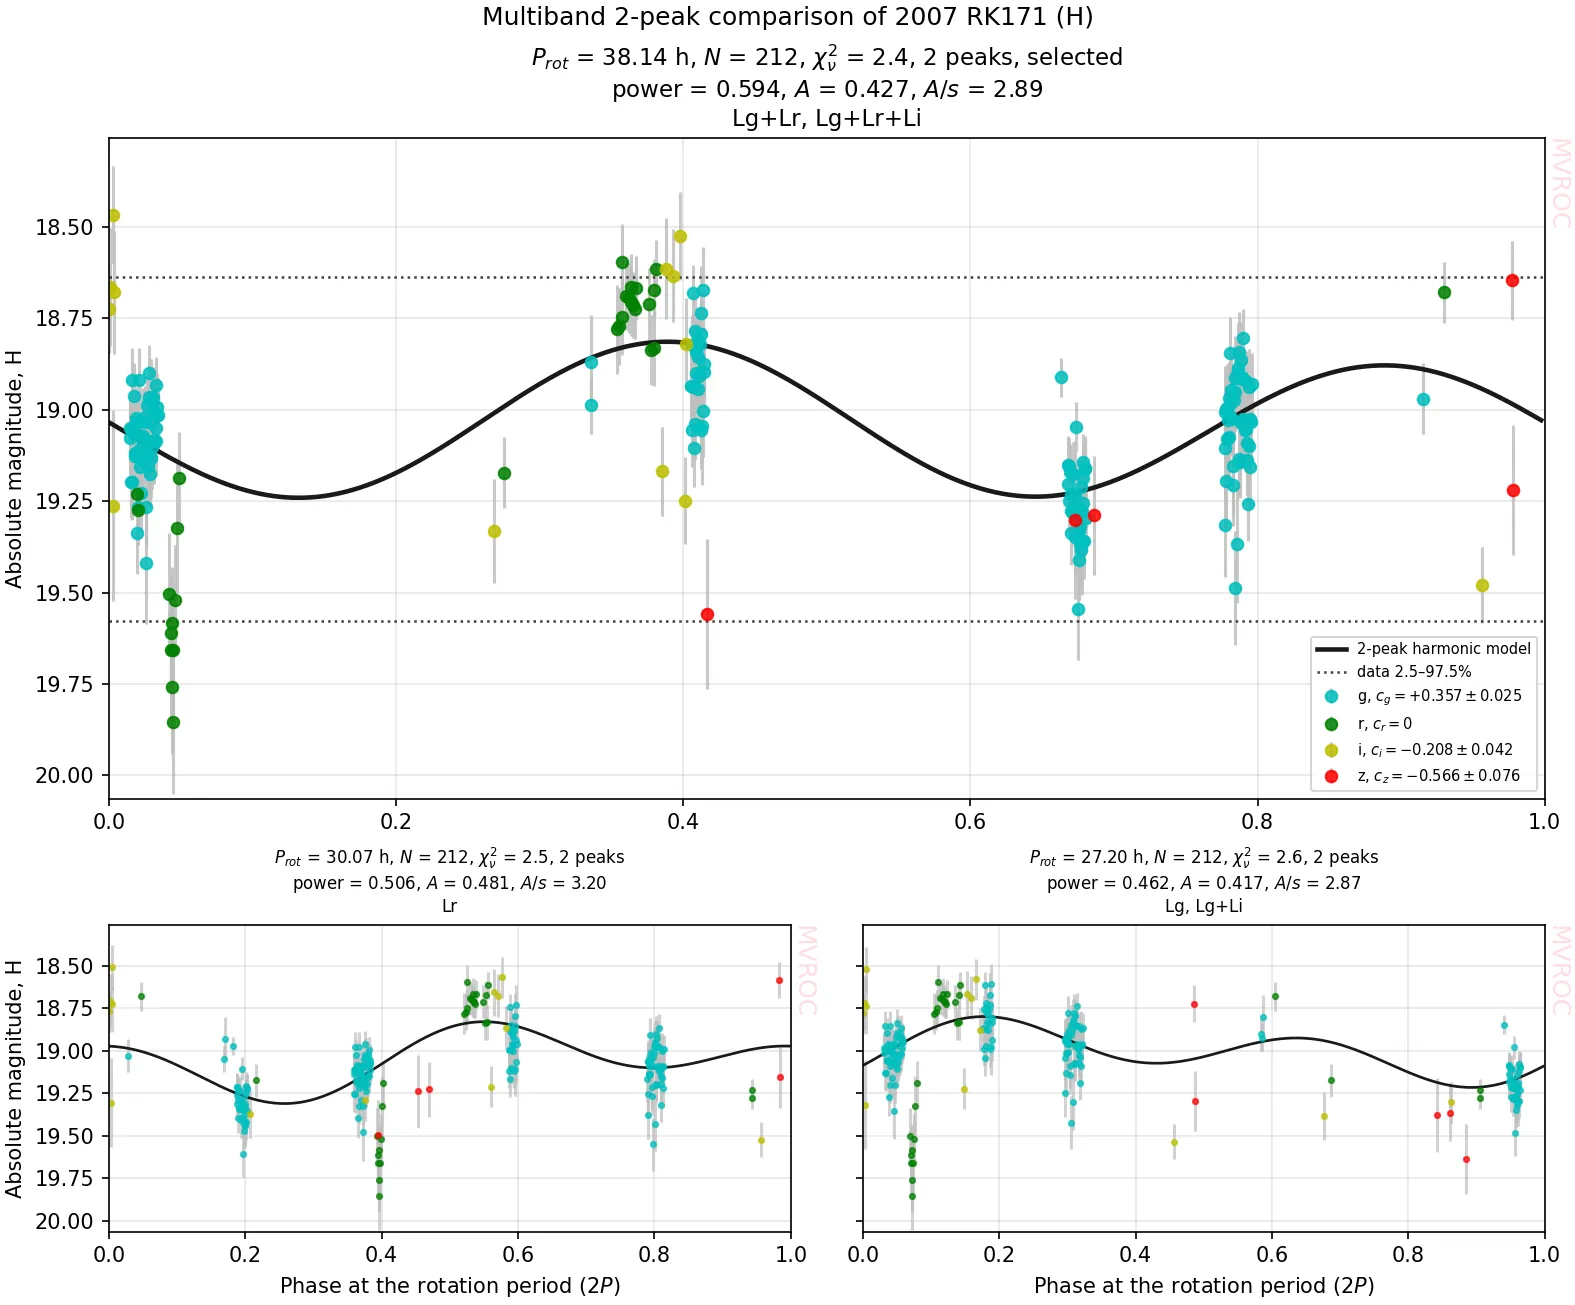 Multiband 2-peak comparison of 2007 RK171 (H)
P_rot = 38.14 h, N = 212, χ²_ν = 2.4, 2 peaks, selected
power = 0.594, A = 0.427, A/s = 2.89
Lg+Lr, Lg+Lr+Li
MVROC
Absolute magnitude, H
18.50
18.75
19.00
19.25
19.50
19.75
20.00
2-peak harmonic model
data 2.5–97.5%
g, c_g = +0.357 ± 0.025
r, c_r = 0
i, c_i = −0.208 ± 0.042
z, c_z = −0.566 ± 0.076
0.0 0.2 0.4 0.6 0.8 1.0
P_rot = 30.07 h, N = 212, χ²_ν = 2.5, 2 peaks
power = 0.506, A = 0.481, A/s = 3.20
Lr
MVROC
Absolute magnitude, H
18.50
18.75
19.00
19.25
19.50
19.75
20.00
0.0 0.2 0.4 0.6 0.8 1.0
Phase at the rotation period (2P)
P_rot = 27.20 h, N = 212, χ²_ν = 2.6, 2 peaks
power = 0.462, A = 0.417, A/s = 2.87
Lg, Lg+Li
MVROC
0.0 0.2 0.4 0.6 0.8 1.0
Phase at the rotation period (2P)